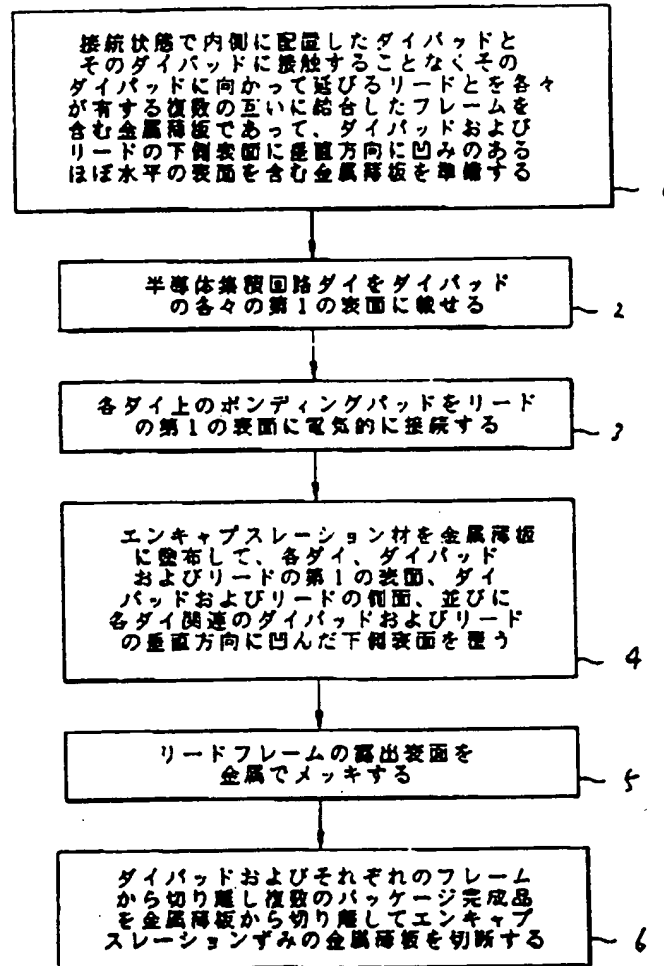 接続状態で内側に配置したダイパッドと
そのダイパッドに接触することなくその
ダイパッドに向かって延びるリードとを各々
が有する複数の互いに結合したフレームを
含む金属薄板であって、ダイパッドおよび
リードの下側表面に垂直方向に凹みのある
ほぼ水平の表面を含む金属薄板を準備する
半導体集積回路ダイをダイパッド
の各々の第1の表面に載せる
2
各ダイ上のボンディングパッドをリード
の第1の表面に電気的に接続する
3
エンキャプスレーション材を金属薄板
に塗布して、各ダイ、ダイパッド
およびリードの第1の表面、ダイ
パッドおよびリードの側面、並びに
各ダイ関連のダイパッドおよびリード
の垂直方向に凹んだ下側表面を覆う
4
リードフレームの露出表面を
金属でメッキする
5
ダイパッドおよびそれぞれのフレーム
から切り離し複数のパッケージ完成品
を金属薄板から切り離してエンキャプ
スレーションずみの金属薄板を切断する
6